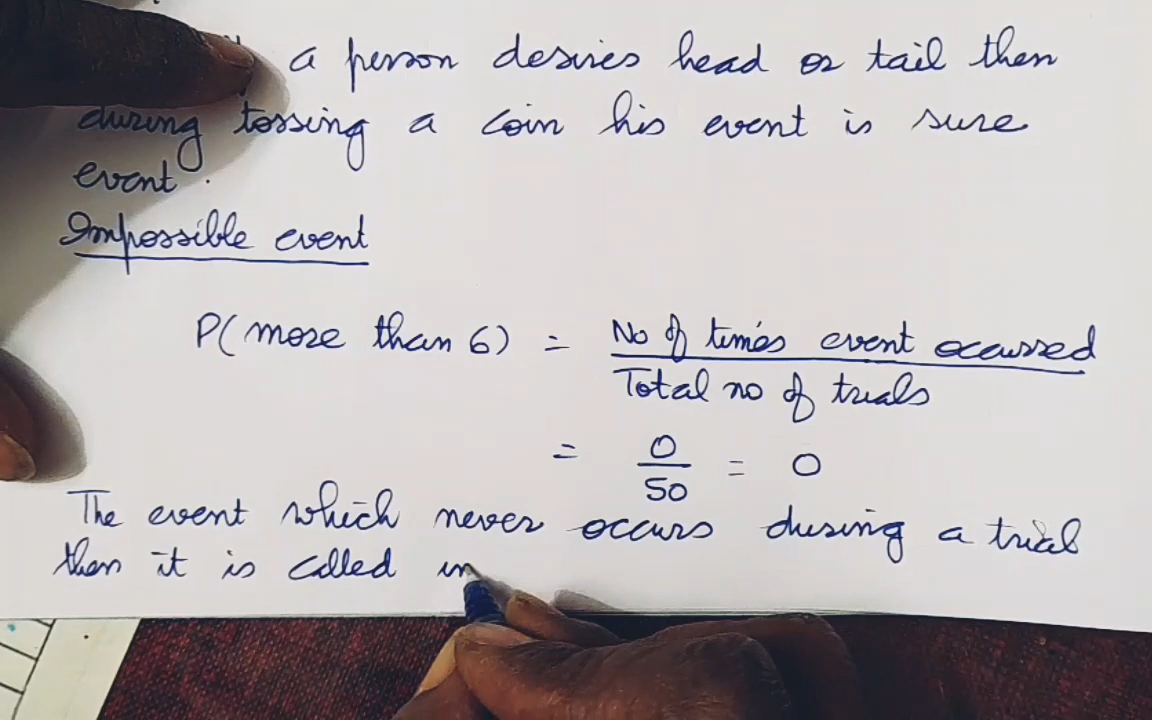 a person desires head or tail then
during tossing a coin his event is sure
event.
Impossible event
P(more than 6) = No of times event ocurred
Total no of trials
= 0/50 = 0
The event which never occurs during a trial
then it is called im